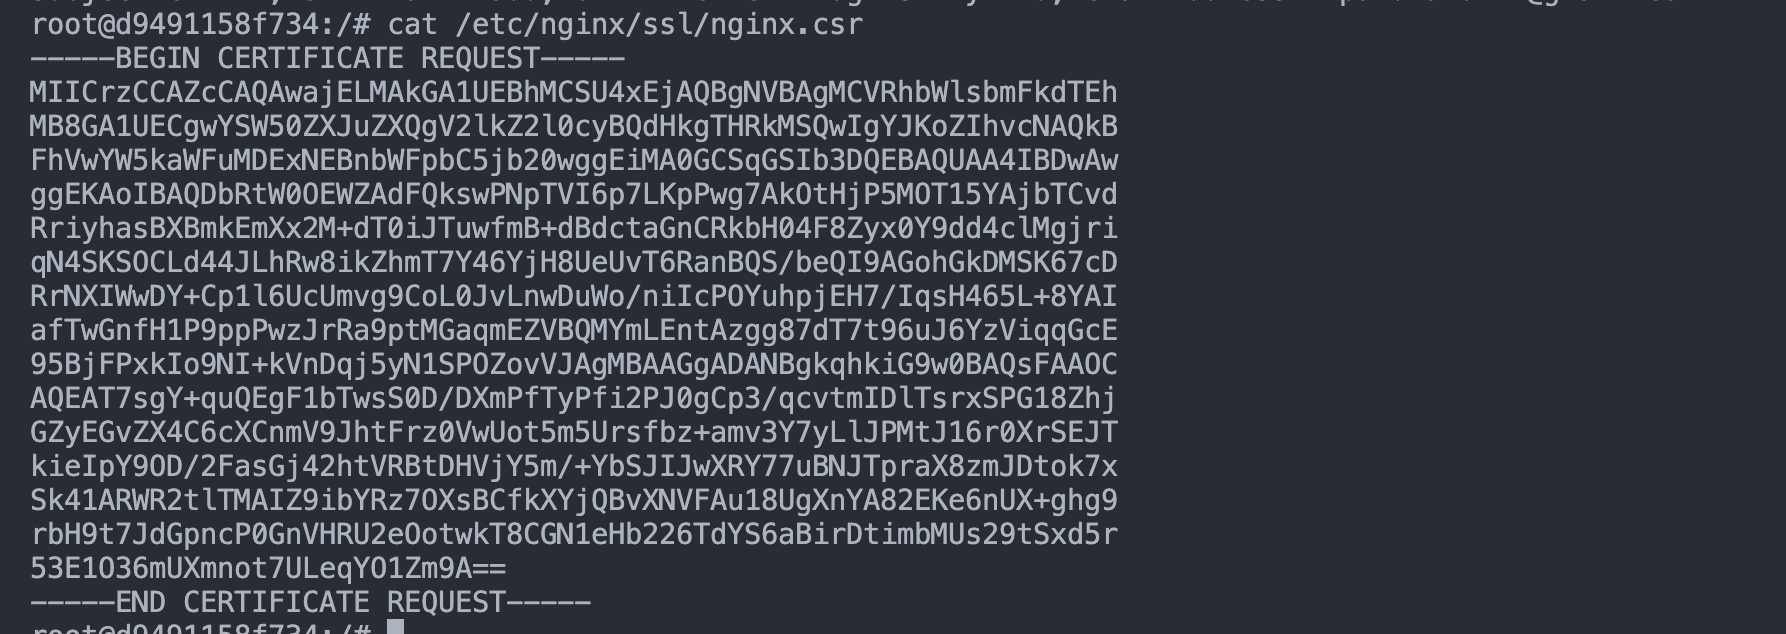 root@d9491158f734:/# cat /etc/nginx/ssl/nginx.csr
-----BEGIN CERTIFICATE REQUEST-----
MIICrzCCAZcCAQAwajELMAkGA1UEBhMCSU4xEjAQBgNVBAgMCVRhbWlsbmFkdTEh
MB8GA1UECgwYSW50ZXJuZXQgV2lkZ2l0cyBQdHkgTHRkMSQwIgYJKoZIhvcNAQkB
FhVwYW5kaWFuMDExNEBnbWFpbC5jb20wggEiMA0GCSqGSIb3DQEBAQUAA4IBDwAw
ggEKAoIBAQDbRtW0OEWZAdFQkswPNpTVI6p7LKpPwg7AkOtHjP5MOT15YAjbTCvd
RriyhasBXBmkEmXx2M+dT0iJTuwfmB+dBdctaGnCRkbH04F8Zyx0Y9dd4clMgjri
qN4SKSOCLd44JLhRw8ikZhmT7Y46YjH8UeUvT6RanBQS/beQI9AGohGkDMSK67cD
RrNXIWwDY+Cp1l6UcUmvg9CoL0JvLnwDuWo/niIcPOYuhpjEH7/IqsH465L+8YAI
afTwGnfH1P9ppPwzJrRa9ptMGaqmEZVBQMYmLEntAzgg87dT7t96uJ6YzViqqGcE
95BjFPxkIo9NI+kVnDqj5yN1SPOZovVJAgMBAAGgADANBgkqhkiG9w0BAQsFAAOC
AQEAT7sgY+quQEgF1bTwsS0D/DXmPfTyPfi2PJ0gCp3/qcvtmIDlTsrxSPG18Zhj
GZyEGvZX4C6cXCnmV9JhtFrz0VwUot5m5Ursfbz+amv3Y7yLlJPMtJ16r0XrSEJT
kieIpY9OD/2FasGj42htVRBtDHVjY5m/+YbSJIJwXRY77uBNJTpraX8zmJDtok7x
Sk41ARWR2tlTMAIZ9ibYRz7OXsBCfkXYjQBvXNVFAu18UgXnYA82EKe6nUX+ghg9
rbH9t7JdGpncP0GnVHRU2eOotwkT8CGN1eHb226TdYS6aBirDtimbMUs29tSxd5r
53E1O36mUXmnot7ULeqYO1Zm9A==
-----END CERTIFICATE REQUEST-----
root@d9491158f734:/#